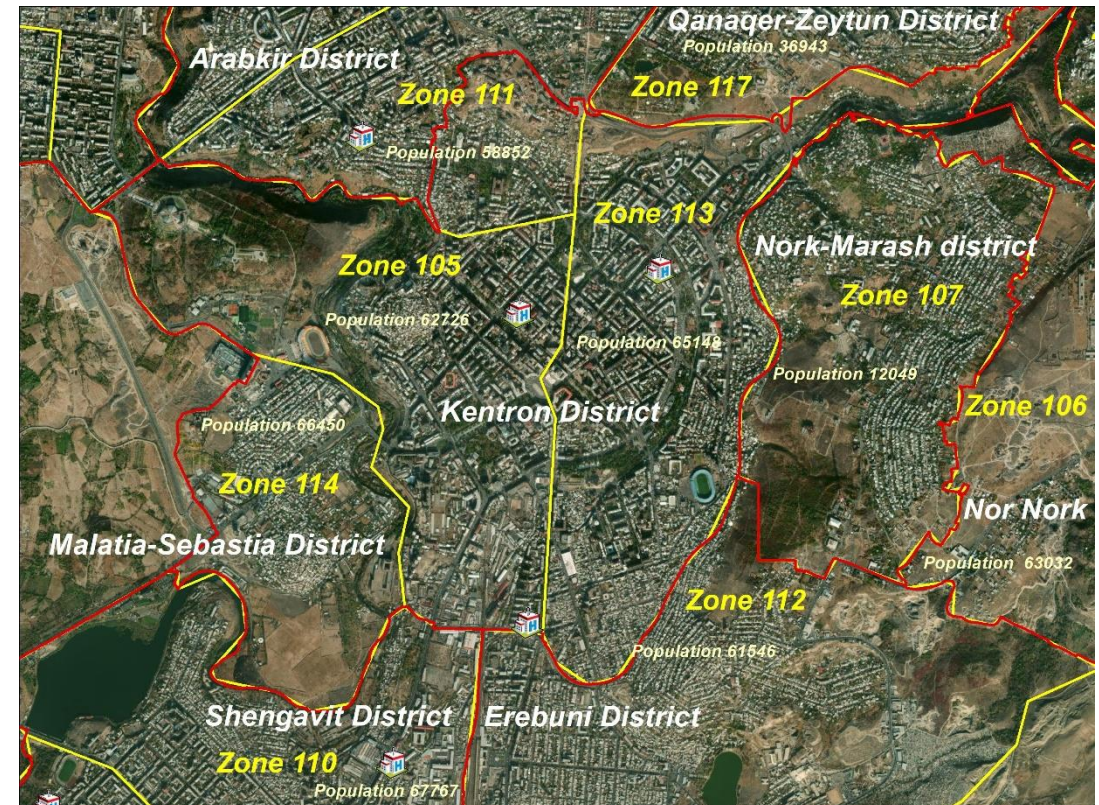 Qanaqer-Zeytun District
Population 36943
Arabkir District
Zone 111
Zone 117
Population 58852
Zone 113
Zone 105
Nork-Marash district
Zone 107
Population 62726
Population 65148
Population 12049
Kentron District
Zone 106
Population 66450
Zone 114
Nor Nork
Malatia-Sebastia District
Population  63032
Zone 112
Population 61546
Shengavit District
Erebuni District
Zone 110
Population 67767
H
H
H
H
H
H